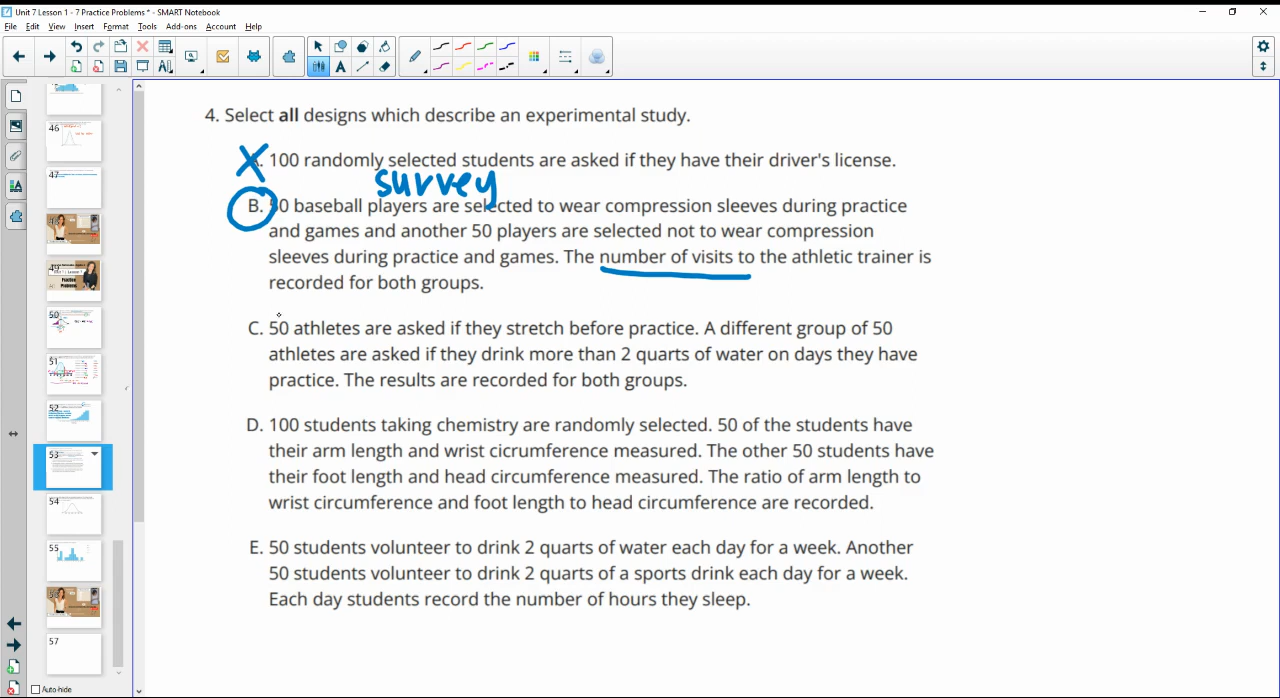 Unit 7 Lesson 1 - 7 Practice Problems * - SMART Notebook
File Edit View Insert Format Tools Add-ons Account Help
4. Select all designs which describe an experimental study.
A. 100 randomly selected students are asked if they have their driver's license.
survey
B. 50 baseball players are selected to wear compression sleeves during practice
and games and another 50 players are selected not to wear compression
sleeves during practice and games. The number of visits to the athletic trainer is
recorded for both groups.
C. 50 athletes are asked if they stretch before practice. A different group of 50
athletes are asked if they drink more than 2 quarts of water on days they have
practice. The results are recorded for both groups.
D. 100 students taking chemistry are randomly selected. 50 of the students have
their arm length and wrist cicrumference measured. The other 50 students have
their foot length and head circumference measured. The ratio of arm length to
wrist circumference and foot length to head circumference are recorded.
E. 50 students volunteer to drink 2 quarts of water each day for a week. Another
50 students volunteer to drink 2 quarts of a sports drink each day for a week.
Each day students record the number of hours they sleep.
46
47
49
50
51
52
53
54
55
57
Auto-hide